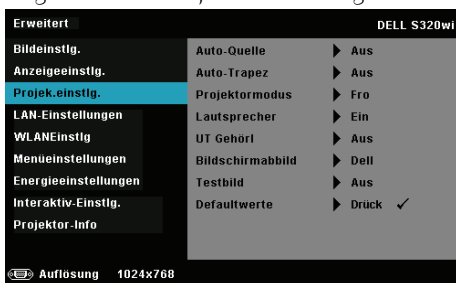 Erweitert DELL S320wi
Bildeinstlg. Auto-Quelle Aus
Anzeigeeinstlg. Auto-Trapez Aus
Projek.einstlg. Projektormodus Fro
LAN-Einstellungen Lautsprecher Ein
WLANEinstlg UT Gehörl Aus
Menüeinstellungen Bildschirmabbild Dell
Energieeinstellungen Testbild Aus
Interaktiv-Einstlg. Defaultwerte Drück ✓
Projektor-Info
Auflösung 1024x768